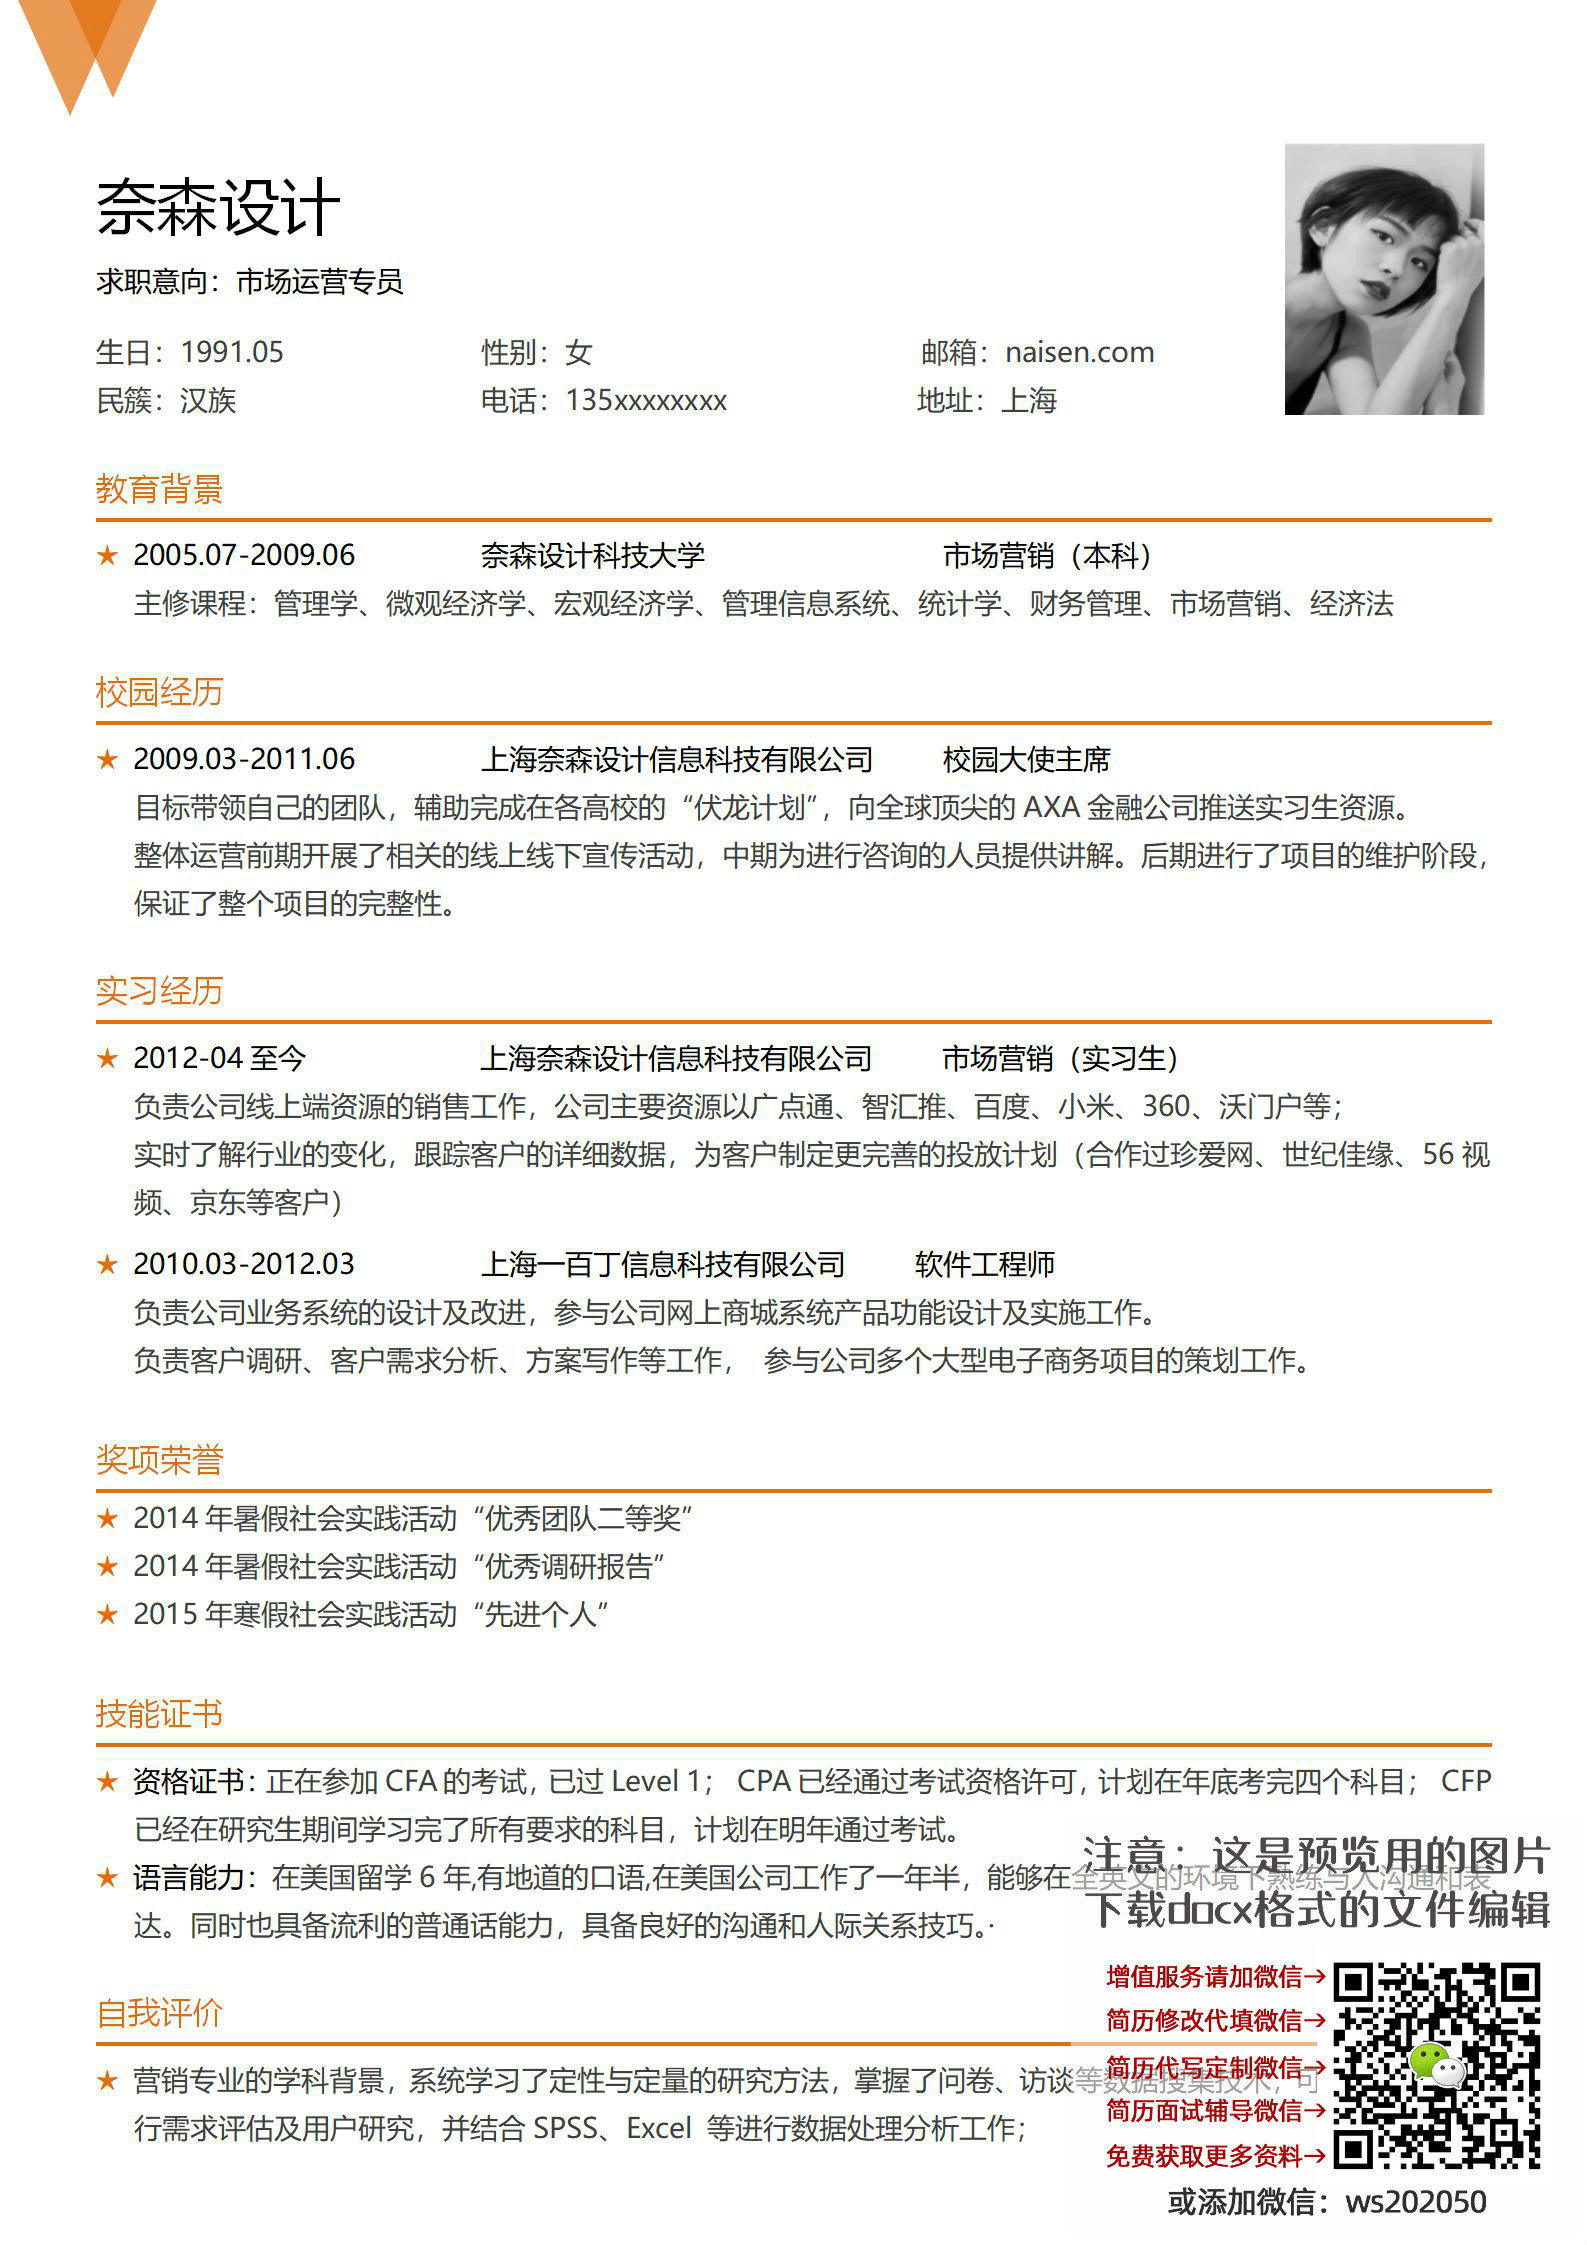 奈森设计
求职意向：市场运营专员
生日：1991.05 性别：女 邮箱：naisen.com
民簇：汉族 电话：135xxxxxxxx 地址：上海
教育背景
★ 2005.07-2009.06 奈森设计科技大学 市场营销（本科）
主修课程：管理学、微观经济学、宏观经济学、管理信息系统、统计学、财务管理、市场营销、经济法
校园经历
★ 2009.03-2011.06 上海奈森设计信息科技有限公司 校园大使主席
目标带领自己的团队，辅助完成在各高校的“伏龙计划”，向全球顶尖的 AXA 金融公司推送实习生资源。
整体运营前期开展了相关的线上线下宣传活动，中期为进行咨询的人员提供讲解。后期进行了项目的维护阶段，
保证了整个项目的完整性。
实习经历
★ 2012-04 至今 上海奈森设计信息科技有限公司 市场营销（实习生）
负责公司线上端资源的销售工作，公司主要资源以广点通、智汇推、百度、小米、360、沃门户等；
实时了解行业的变化，跟踪客户的详细数据，为客户制定更完善的投放计划（合作过珍爱网、世纪佳缘、56 视
频、京东等客户）
★ 2010.03-2012.03 上海一百丁信息科技有限公司 软件工程师
负责公司业务系统的设计及改进，参与公司网上商城系统产品功能设计及实施工作。
负责客户调研、客户需求分析、方案写作等工作， 参与公司多个大型电子商务项目的策划工作。
奖项荣誉
★ 2014 年暑假社会实践活动“优秀团队二等奖”
★ 2014 年暑假社会实践活动“优秀调研报告”
★ 2015 年寒假社会实践活动“先进个人”
技能证书
★ 资格证书：正在参加 CFA 的考试，已过 Level 1； CPA 已经通过考试资格许可，计划在年底考完四个科目； CFP
已经在研究生期间学习完了所有要求的科目，计划在明年通过考试。
★ 语言能力：在美国留学 6 年,有地道的口语,在美国公司工作了一年半，能够在全英文的环境下熟练与人沟通和表
达。同时也具备流利的普通话能力，具备良好的沟通和人际关系技巧。·
注意：这是预览用的图片
下载docx格式的文件编辑
自我评价
★ 营销专业的学科背景，系统学习了定性与定量的研究方法，掌握了问卷、访谈等数据搜集技术，可
行需求评估及用户研究，并结合 SPSS、Excel 等进行数据处理分析工作；
增值服务请加微信→
简历修改代填微信→
简历代写定制微信→
简历面试辅导微信→
免费获取更多资料→
或添加微信：ws202050